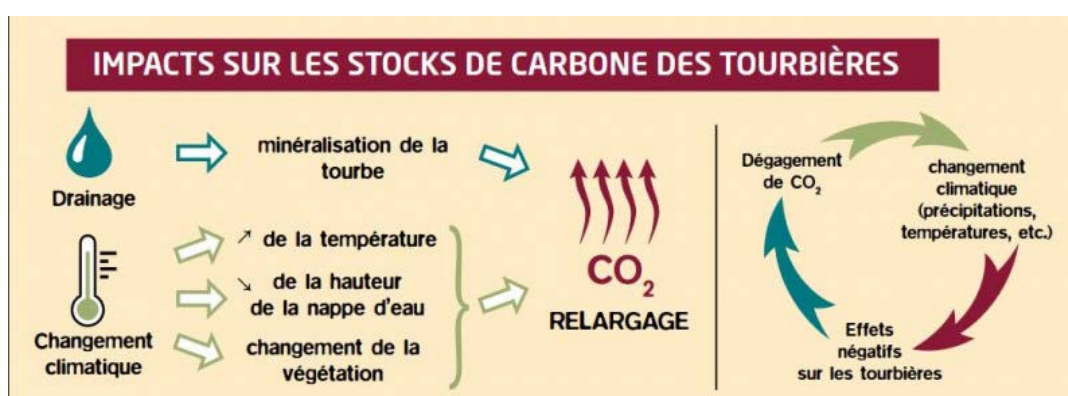 IMPACTS SUR LES STOCKS DE CARBONE DES TOURBIÈRES
Drainage
minéralisation de la
tourbe
Changement
climatique
↗ de la température
↘ de la hauteur
de la nappe d'eau
changement de la
végétation
CO₂
RELARGAGE
Dégagement
de CO₂
changement
climatique
(précipitations,
températures, etc.)
Effets
négatifs
sur les tourbières